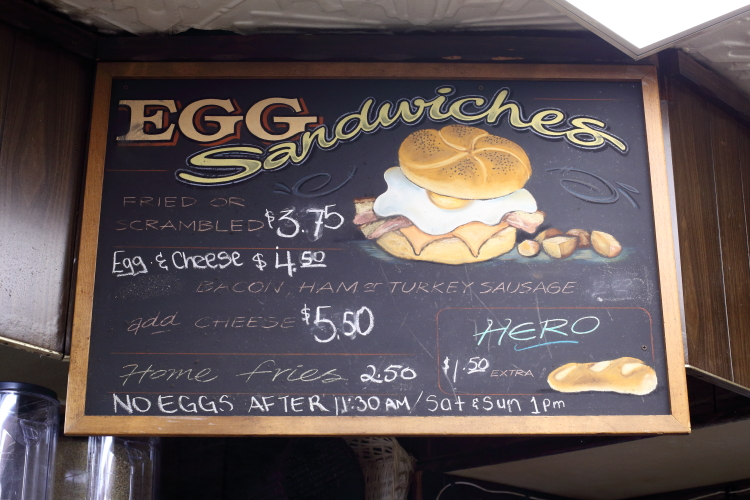 EGG Sandwiches
FRIED OR
SCRAMBLED $3.75
Egg & Cheese $4.50
BACON, HAM or TURKEY SAUSAGE
add CHEESE $5.50
Home fries 2.50
HERO
$1.50 EXTRA
NO EGGS AFTER 11:30 AM / Sat & Sun 1pm